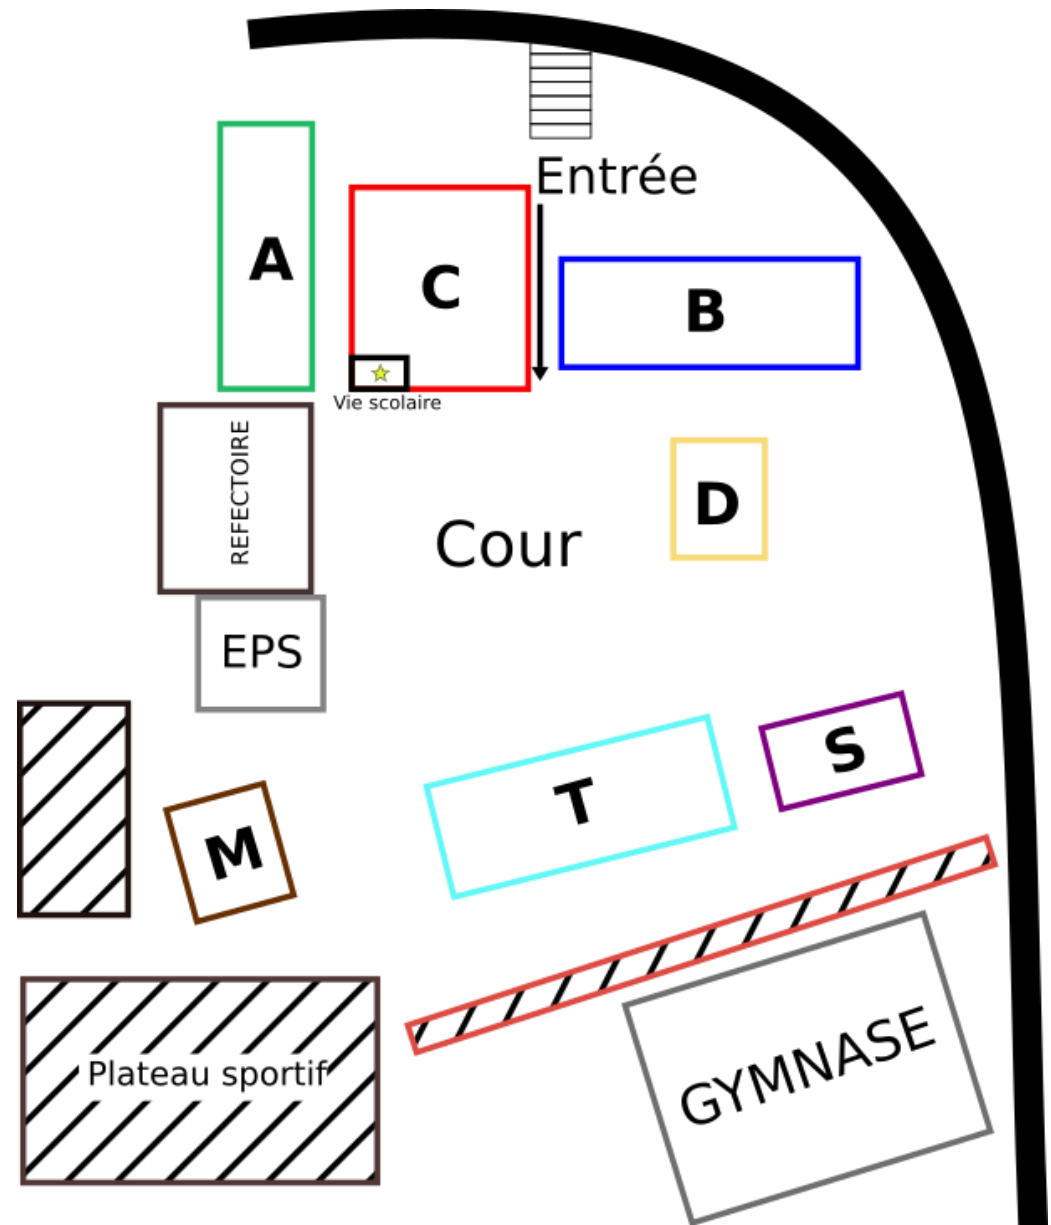 Entrée
A
C
B
Vie scolaire
REFECTOIRE
D
Cour
EPS
S
T
M
Plateau sportif
GYMNASE